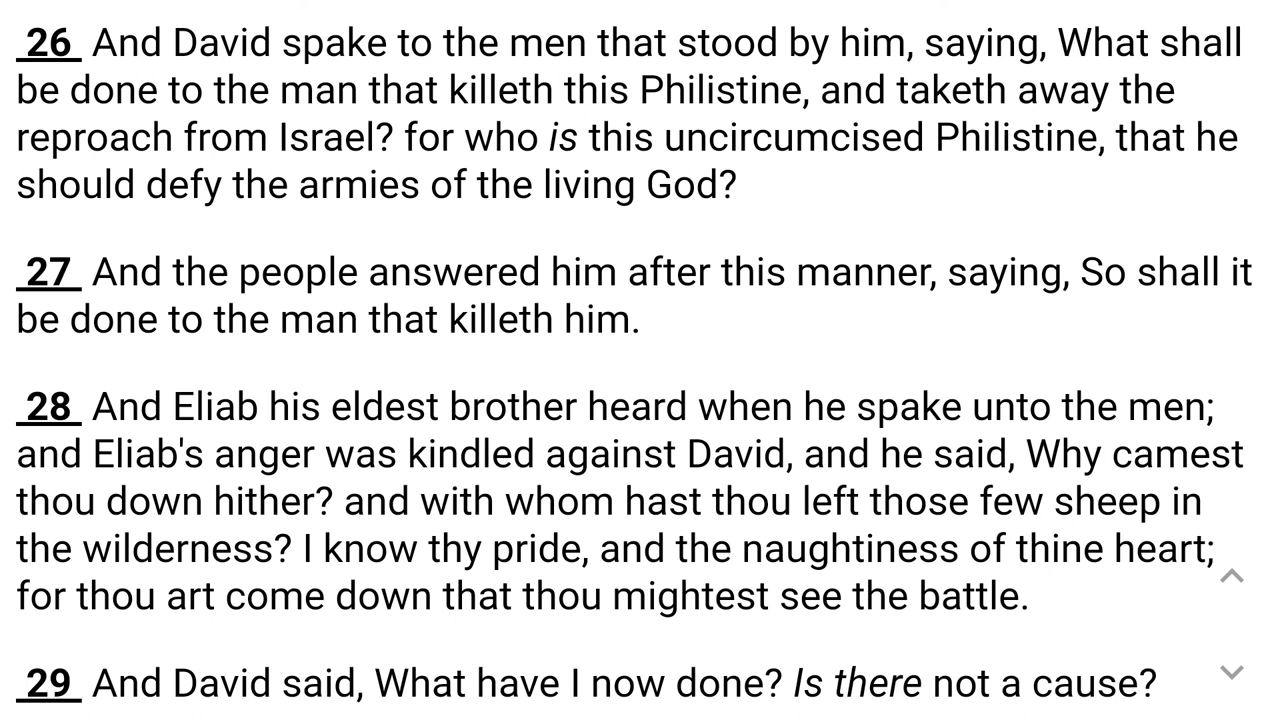 26 And David spake to the men that stood by him, saying, What shall
be done to the man that killeth this Philistine, and taketh away the
reproach from Israel? for who is this uncircumcised Philistine, that he
should defy the armies of the living God?
27 And the people answered him after this manner, saying, So shall it
be done to the man that killeth him.
28 And Eliab his eldest brother heard when he spake unto the men;
and Eliab's anger was kindled against David, and he said, Why camest
thou down hither? and with whom hast thou left those few sheep in
the wilderness? I know thy pride, and the naughtiness of thine heart;
for thou art come down that thou mightest see the battle.
29 And David said, What have I now done? Is there not a cause?